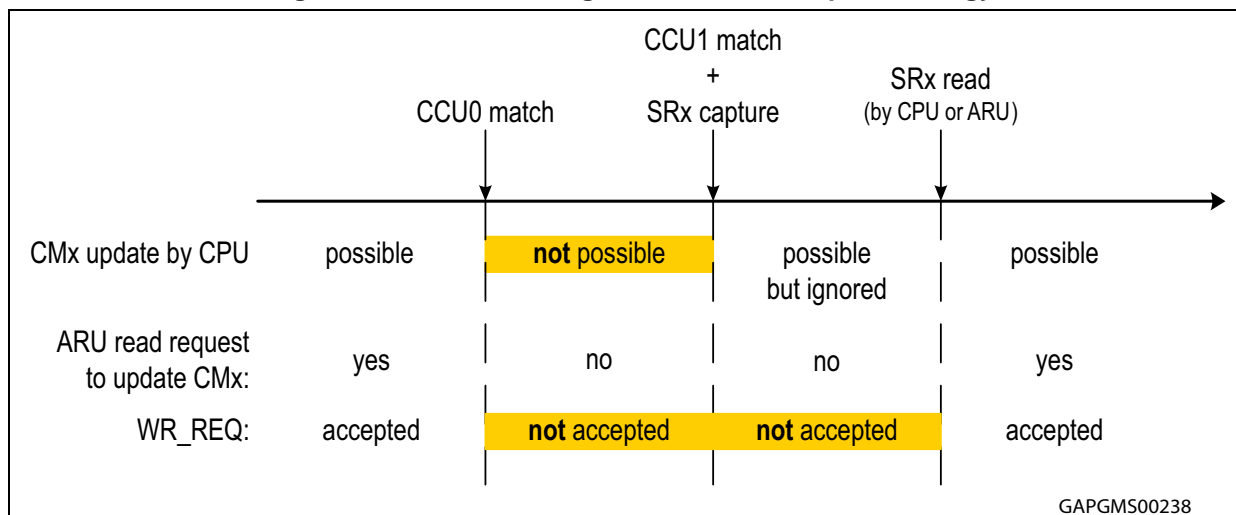 CCU1 match
+
SRx capture
SRx read
(by CPU or ARU)
CCU0 match
CMx update by CPU possible not possible possible but ignored possible
ARU read request to update CMx: yes no no yes
WR_REQ: accepted not accepted not accepted accepted
GAPGMS00238